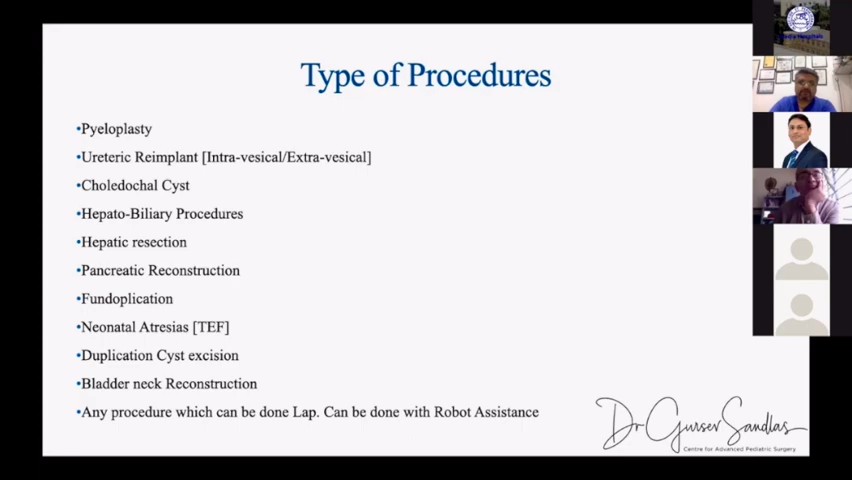 Type of Procedures
•Pyeloplasty
•Ureteric Reimplant [Intra-vesical/Extra-vesical]
•Choledochal Cyst
•Hepato-Biliary Procedures
•Hepatic resection
•Pancreatic Reconstruction
•Fundoplication
•Neonatal Atresias [TEF]
•Duplication Cyst excision
•Bladder neck Reconstruction
•Any procedure which can be done Lap. Can be done with Robot Assistance
Dr Gursev Sandlas
Centre for Advanced Pediatric Surgery